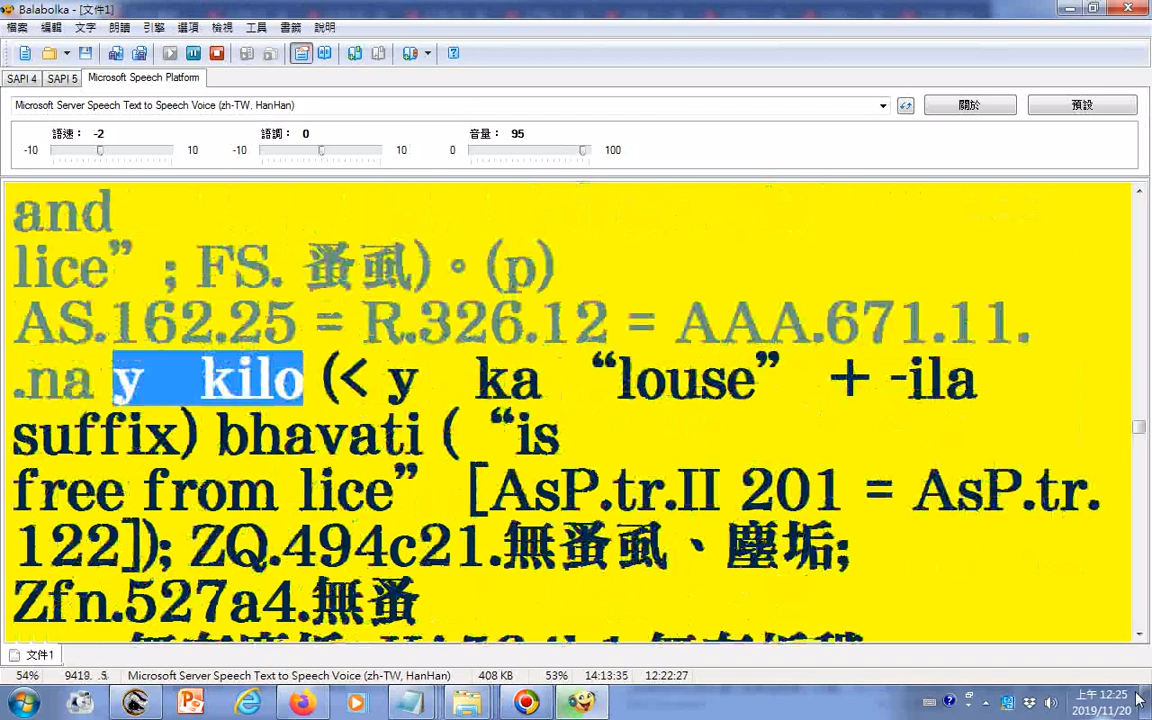 Balabolka - [文件1]
檔案 編輯 文字 朗讀 引擎 選項 檢視 工具 書籤 說明
SAPI 4 SAPI 5 Microsoft Speech Platform
Microsoft Server Speech Text to Speech Voice (zh-TW, HanHan) 關於 預設
語速： -2 語調： 0 音量： 95
-10 10 -10 10 0 100
and
lice” ; FS. 蚤虱)。(p)
AS.162.25 = R.326.12 = AAA.671.11.
.na y kilo (< y ka “louse” + -ila
suffix) bhavati ( “is
free from lice” [AsP.tr.II 201 = AsP.tr.
122]); ZQ.494c21.無蚤虱、塵垢;
Zfn.527a4.無蚤
文件1
54% Microsoft Server Speech Text to Speech Voice (zh-TW, HanHan) 408 KB 53% 14:13:35 12:22:27
上午 12:25
2019/11/20